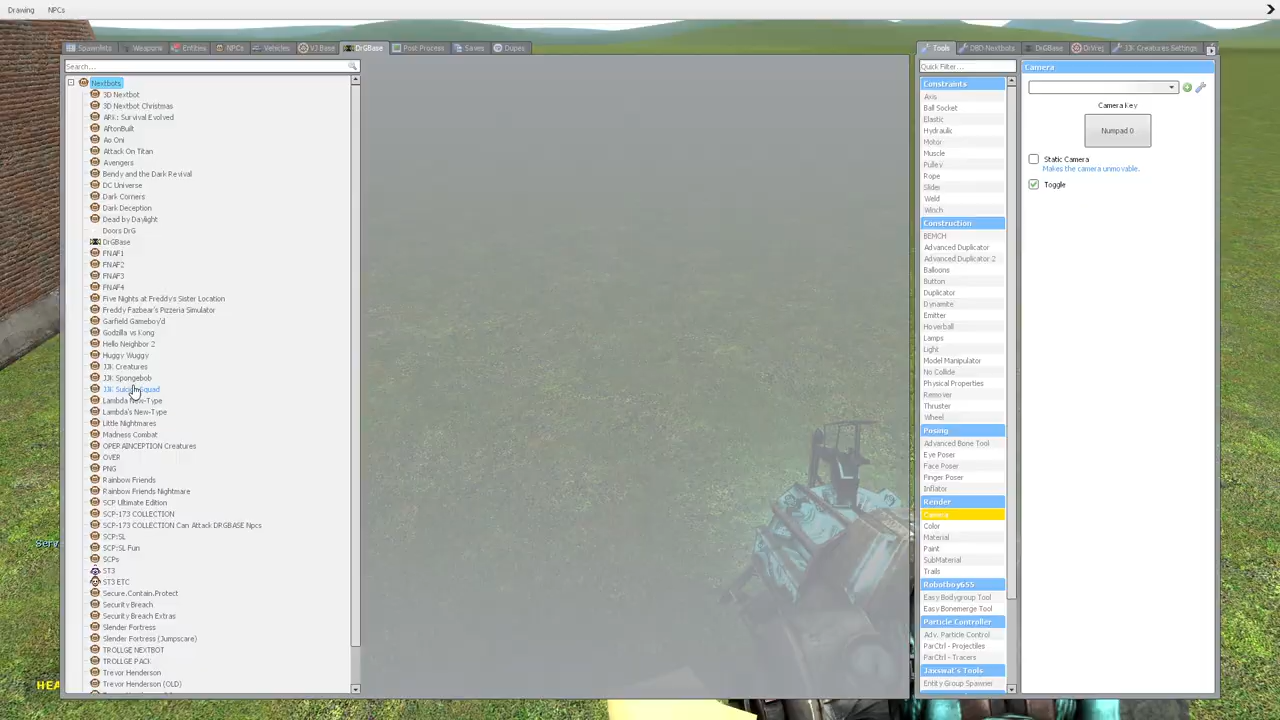 Drawing NPCs
Spawnlists Weapons Entities NPCs Vehicles VJ Base DrGBase Post Process Saves Dupes
Search...
Nextbots
3D Nextbot
3D Nextbot Christmas
ARK: Survival Evolved
AftonBuilt
Ao Oni
Attack On Titan
Avengers
Bendy and the Dark Revival
DC Universe
Dark Corners
Dark Deception
Dead by Daylight
Doors DrG
DrGBase
FNAF1
FNAF2
FNAF3
FNAF4
Five Nights at Freddy's Sister Location
Freddy Fazbear's Pizzeria Simulator
Garfield Gameboy'd
Godzilla vs Kong
Hello Neighbor 2
Huggy Wuggy
JJK Creatures
JJK Spongebob
JJK Suicide Squad
Lambda New-Type
Lambda's New-Type
Little Nightmares
Madness Combat
OPERAINCEPTION Creatures
OVER
PNG
Rainbow Friends
Rainbow Friends Nightmare
SCP Ultimate Edition
SCP-173 COLLECTION
SCP-173 COLLECTION Can Attack DRGBASE Npcs
SCP:SL
SCP:SL Fun
SCPs
ST3
ST3 ETC
Secure.Contain.Protect
Security Breach
Security Breach Extras
Slender Fortress
Slender Fortress (Jumpscare)
TROLLGE NEXTBOT
TROLLGE PACK
Trevor Henderson
Trevor Henderson (OLD)
Tools DBD Nextbots DrGBase DrVrej JJK Creatures Settings
Quick Filter...
Constraints
Axis
Ball Socket
Elastic
Hydraulic
Motor
Muscle
Pulley
Rope
Slider
Weld
Winch
Construction
BEMCH
Advanced Duplicator
Advanced Duplicator 2
Balloons
Button
Duplicator
Dynamite
Emitter
Hoverball
Lamps
Light
Model Manipulator
No Collide
Physical Properties
Remover
Thruster
Wheel
Posing
Advanced Bone Tool
Eye Poser
Face Poser
Finger Poser
Inflator
Render
Camera
Color
Material
Paint
SubMaterial
Trails
Robotboy655
Easy Bodygroup Tool
Easy Bonemerge Tool
Particle Controller
Adv. Particle Control
ParCtrl - Projectiles
ParCtrl - Tracers
Jaxswat's Tools
Entity Group Spawner
Camera
Camera Key
Numpad 0
Static Camera
Makes the camera unmovable.
Toggle
Serv
HEA